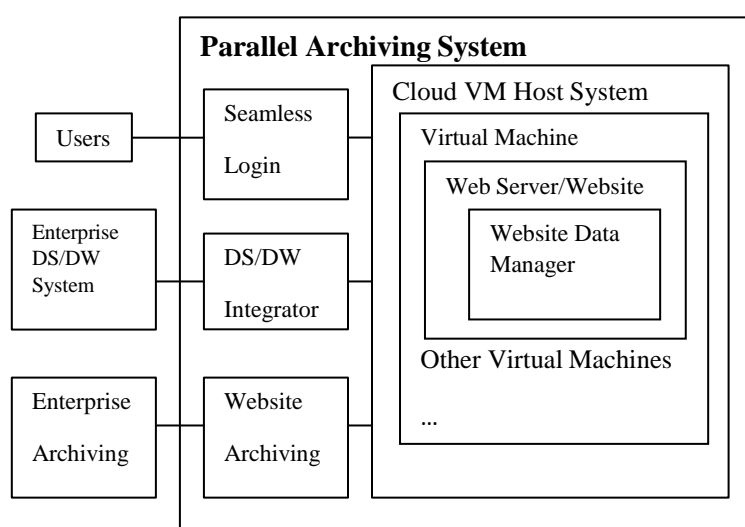 Parallel Archiving System
Cloud VM Host System
Users
Seamless
Login
Virtual Machine
Web Server/Website
Website Data
Manager
Enterprise
DS/DW
System
DS/DW
Integrator
Other Virtual Machines
...
Enterprise
Archiving
Website
Archiving